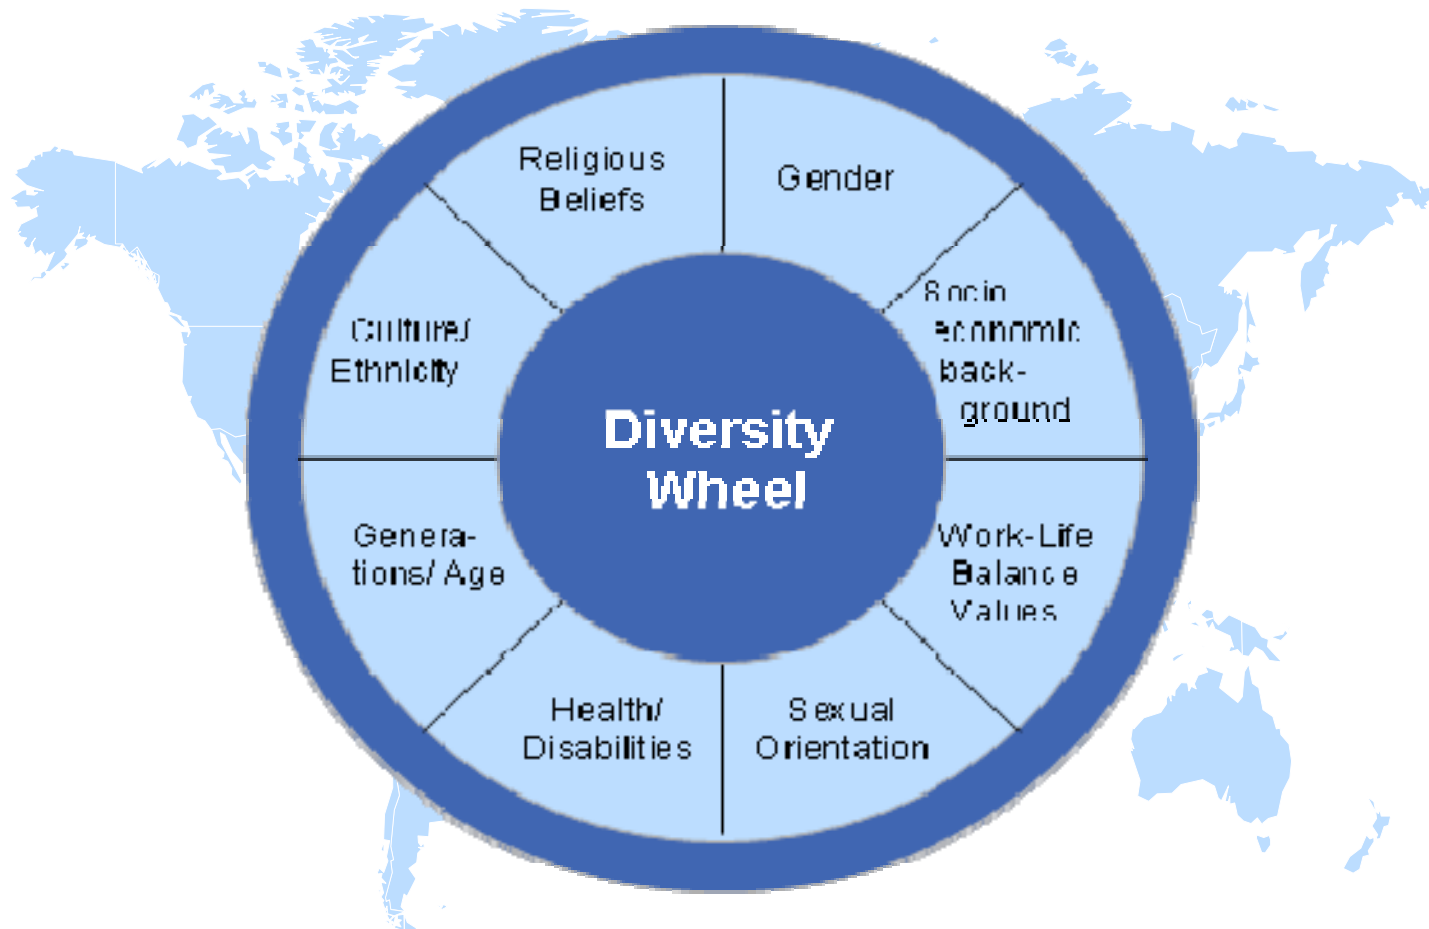 Religious
Beliefs
Gender
Socio
economic
back-
ground
Culture/
Ethnicity
Diversity
Wheel
Genera-
tions/ Age
Work-Life
Balance
Values
Health/
Disabilities
Sexual
Orientation